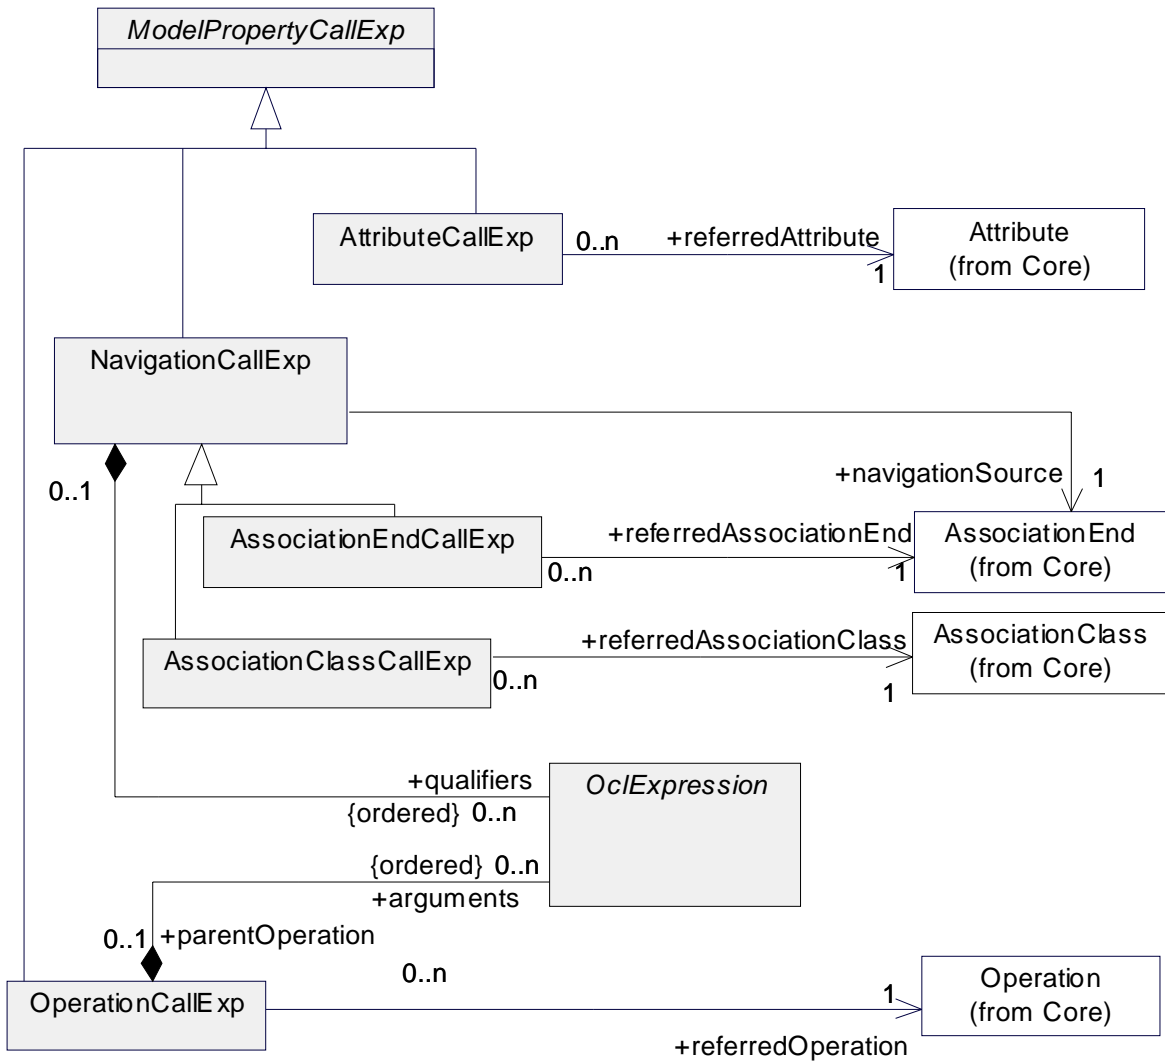 ModelPropertyCallExp
AttributeCallExp
0..n
+referredAttribute
1
Attribute
(from Core)
NavigationCallExp
0..1
+navigationSource
1
AssociationEndCallExp
0..n
+referredAssociationEnd
1
AssociationEnd
(from Core)
AssociationClassCallExp
0..n
+referredAssociationClass
1
AssociationClass
(from Core)
+qualifiers
{ordered} 0..n
OclExpression
{ordered} 0..n
+arguments
0..1 +parentOperation
OperationCallExp
0..n
1
+referredOperation
Operation
(from Core)